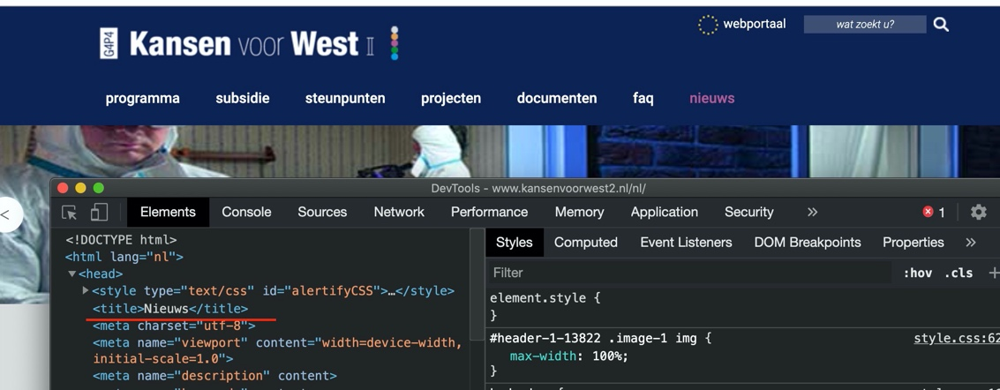 webportaal
wat zoekt u?
G4P4
Kansen voor West II
programma subsidie steunpunten projecten documenten faq nieuws
<
DevTools - www.kansenvoorwest2.nl/nl/
Elements Console Sources Network Performance Memory Application Security » 1
<!DOCTYPE html>
<html lang="nl">
▼<head>
▶<style type="text/css" id="alertifyCSS">…</style>
<title>Nieuws</title>
<meta charset="utf-8">
<meta name="viewport" content="width=device-width,
initial-scale=1.0">
<meta name="description" content>
Styles Computed Event Listeners DOM Breakpoints Properties »
Filter :hov .cls +
element.style {
}
#header-1-13822 .image-1 img { style.css:62
max-width: 100%;
}